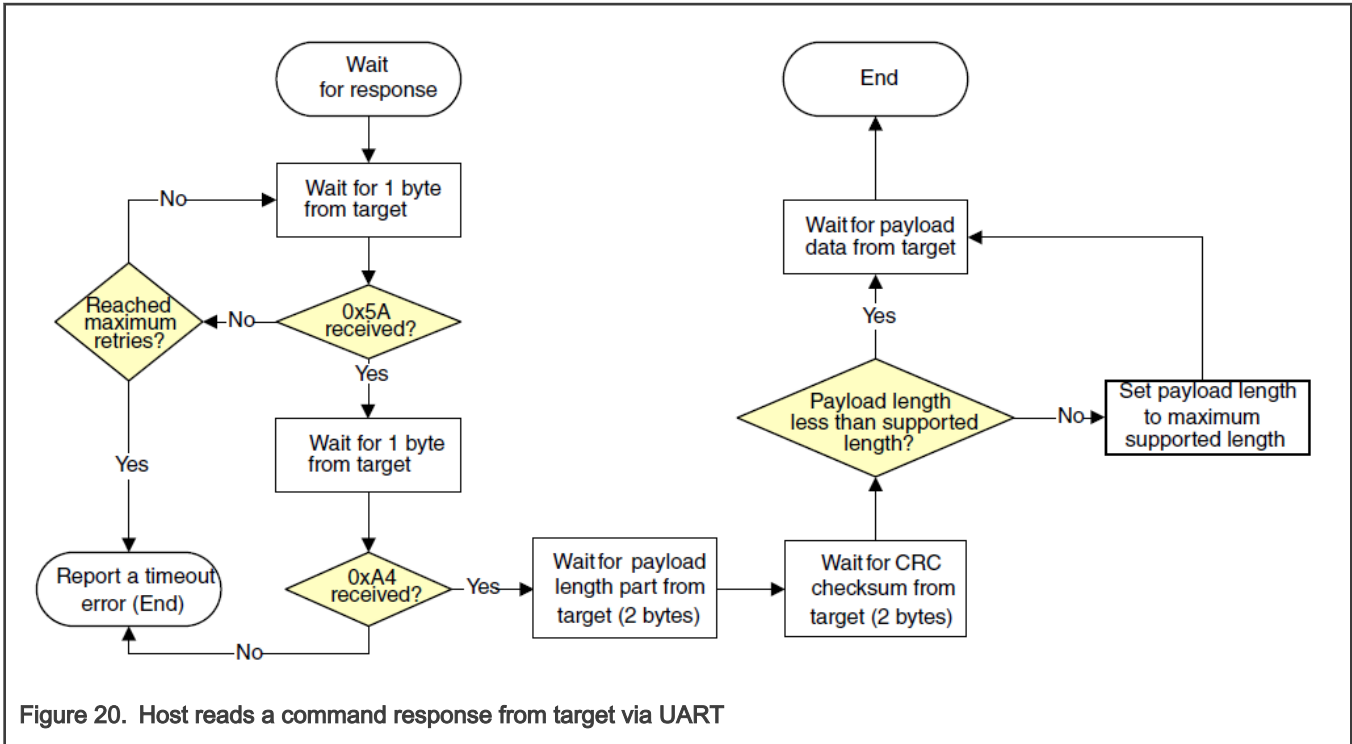 Wait
for response
Wait for 1 byte
from target
No
0x5A
received?
No
Reached
maximum
retries?
Yes
Yes
Report a timeout
error (End)
Wait for 1 byte
from target
0xA4
received?
No
Yes
Wait for payload
length part from
target (2 bytes)
Wait for CRC
checksum from
target (2 bytes)
Payload length
less than supported
length?
No
Set payload length
to maximum
supported length
Yes
Wait for payload
data from target
End
Figure 20. Host reads a command response from target via UART